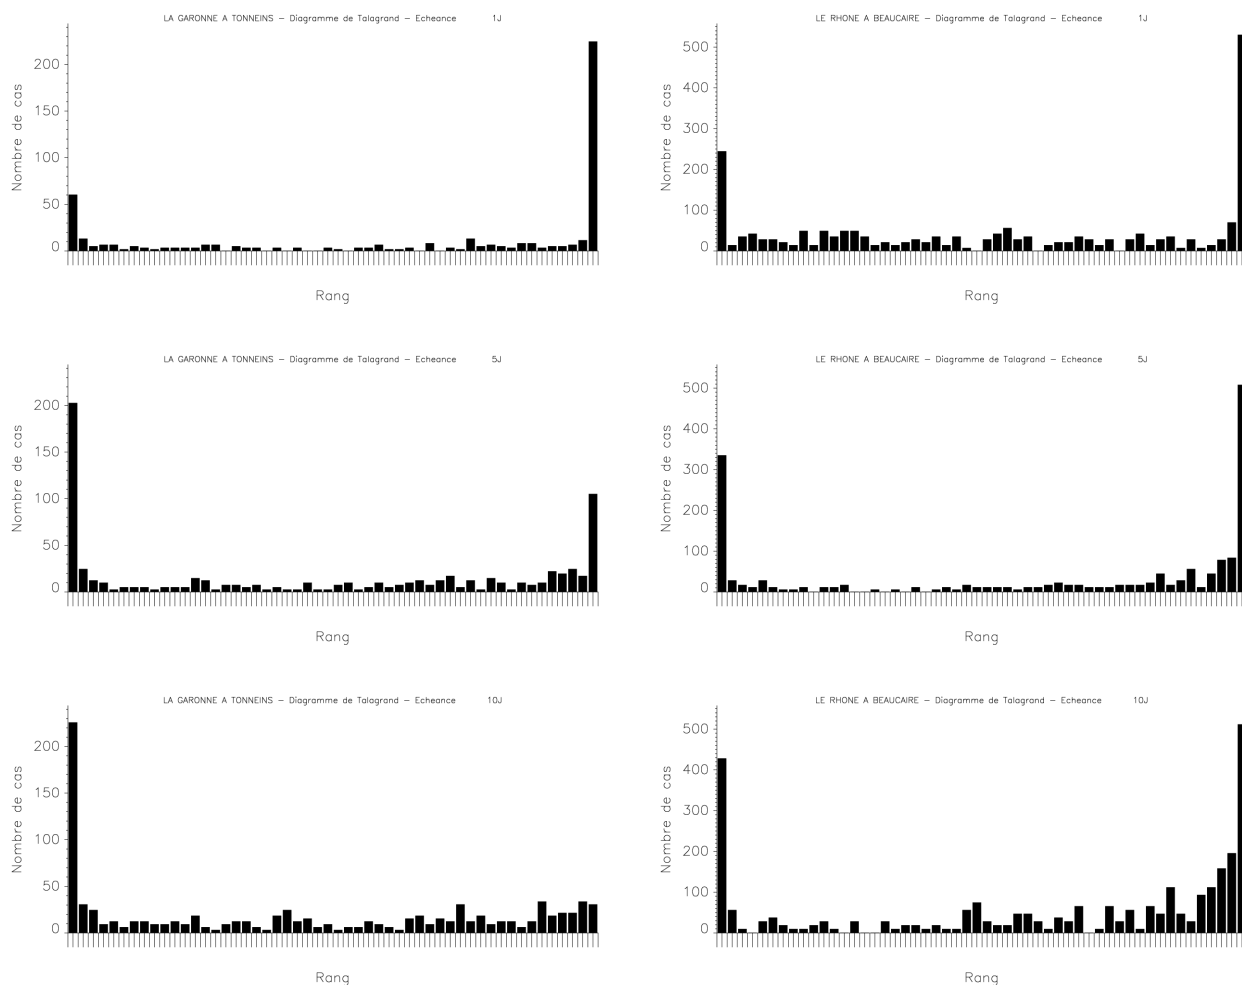 LA GARONNE A TONNEINS – Diagramme de Talagrand – Echeance 1J
Nombre de cas
200
150
100
50
0
Rang
LE RHONE A BEAUCAIRE – Diagramme de Talagrand – Echeance 1J
Nombre de cas
500
400
300
200
100
0
Rang
LA GARONNE A TONNEINS – Diagramme de Talagrand – Echeance 5J
Nombre de cas
200
150
100
50
0
Rang
LE RHONE A BEAUCAIRE – Diagramme de Talagrand – Echeance 5J
Nombre de cas
500
400
300
200
100
0
Rang
LA GARONNE A TONNEINS – Diagramme de Talagrand – Echeance 10J
Nombre de cas
200
150
100
50
0
Rang
LE RHONE A BEAUCAIRE – Diagramme de Talagrand – Echeance 10J
Nombre de cas
500
400
300
200
100
0
Rang